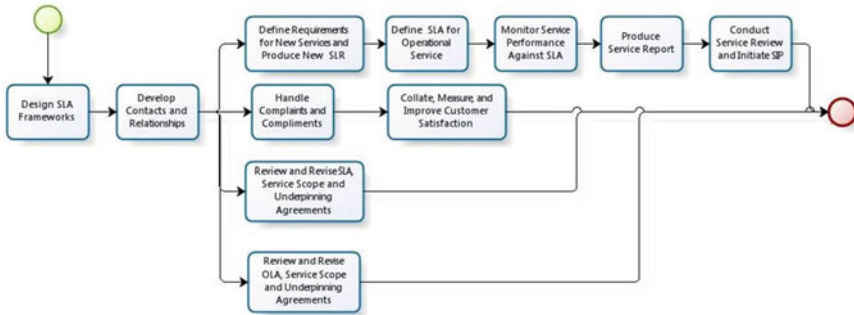 Define Requirements
for New Services and
Produce New SLR
Define SLA for
Operational
Service
Monitor Service
Performance
Against SLA
Produce
Service Report
Conduct
Service Review
and Initiate SIP
Design SLA
Frameworks
Develop
Contacts and
Relationships
Handle
Complaints and
Compliments
Collate, Measure, and
Improve Customer
Satisfaction
Review and Revise SLA,
Service Scope and
Underpinning
Agreements
Review and Revise
OLA, Service Scope
and Underpinning
Agreements